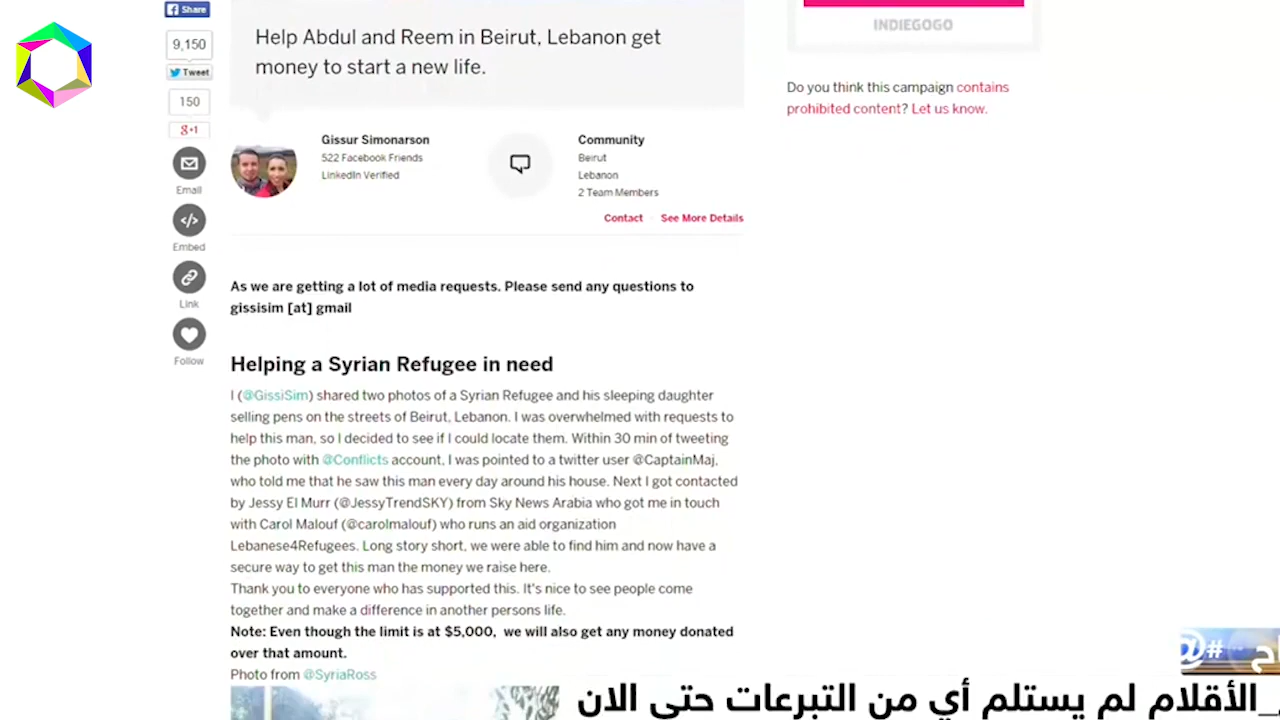 Share
9,150
Tweet
150
g+1
Email
Embed
Link
Follow
Help Abdul and Reem in Beirut, Lebanon get
money to start a new life.
Gissur Simonarson
522 Facebook Friends
LinkedIn Verified
Community
Beirut
Lebanon
2 Team Members
Contact
See More Details
INDIEGOGO
Do you think this campaign contains
prohibited content? Let us know.
As we are getting a lot of media requests. Please send any questions to
gissisim [at] gmail
Helping a Syrian Refugee in need
I (@GissiSim) shared two photos of a Syrian Refugee and his sleeping daughter
selling pens on the streets of Beirut, Lebanon. I was overwhelmed with requests to
help this man, so I decided to see if I could locate them. Within 30 min of tweeting
the photo with @Conflicts account, I was pointed to a twitter user @CaptainMaj,
who told me that he saw this man every day around his house. Next I got contacted
by Jessy El Murr (@JessyTrendSKY) from Sky News Arabia who got me in touch
with Carol Malouf (@carolmalouf) who runs an aid organization
Lebanese4Refugees. Long story short, we were able to find him and now have a
secure way to get this man the money we raise here.
Thank you to everyone who has supported this. It's nice to see people come
together and make a difference in another persons life.
Note: Even though the limit is at $5,000, we will also get any money donated
over that amount.
Photo from @SyriaRoss
@#
الأقلام لم يستلم أي من التبرعات حتى الان